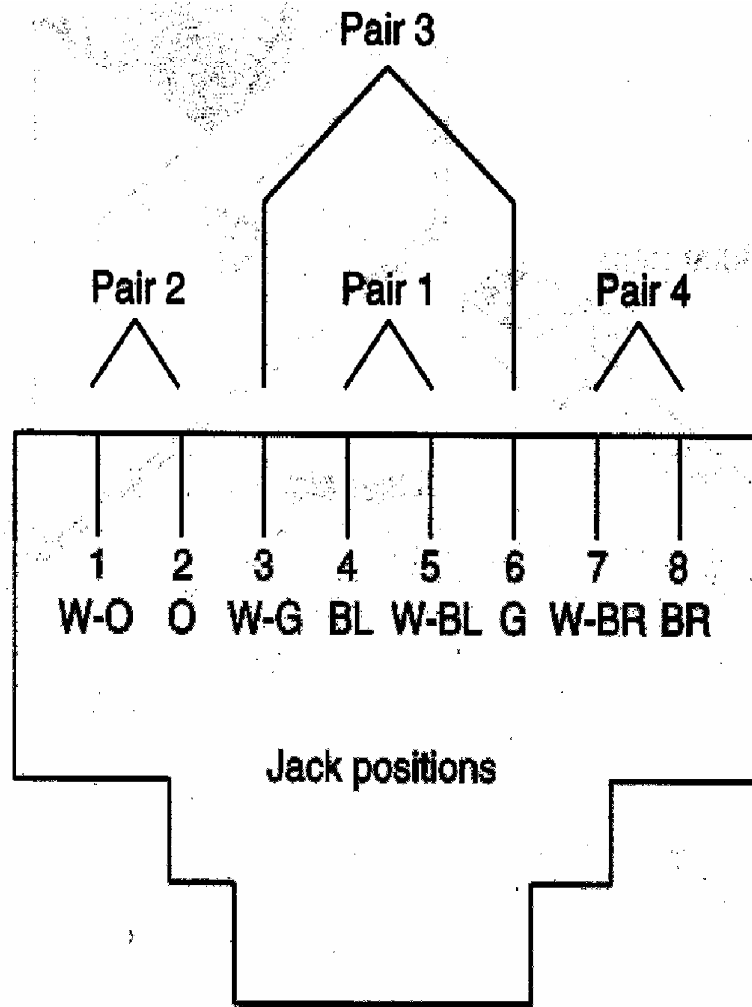 Pair 3
Pair 2 Pair 1 Pair 4
1 2 3 4 5 6 7 8
W-O O W-G BL W-BL G W-BR BR
Jack positions